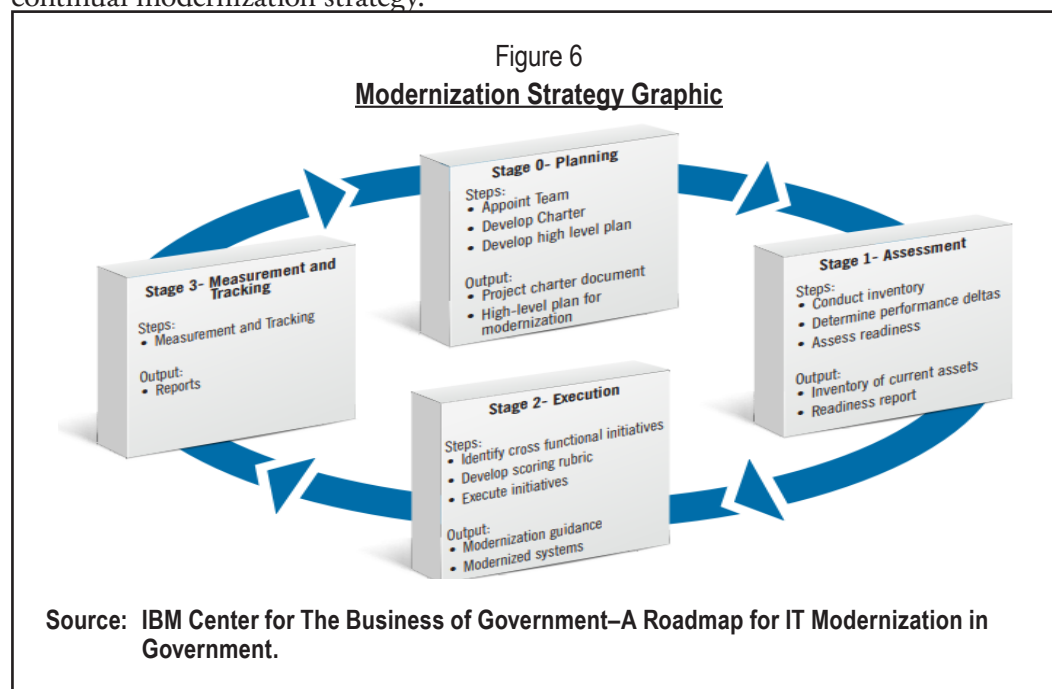 continual modernization strategy.
Figure 6
Modernization Strategy Graphic
Stage 0- Planning
Steps:
• Appoint Team
• Develop Charter
• Develop high level plan
Output:
• Project charter document
• High-level plan for
modernization
Stage 1- Assessment
Steps:
• Conduct inventory
• Determine performance deltas
• Assess readiness
Output:
• Inventory of current assets
• Readiness report
Stage 2- Execution
Steps:
• Identify cross functional initiatives
• Develop scoring rubric
• Execute initiatives
Output:
• Modernization guidance
• Modernized systems
Stage 3- Measurement and
Tracking
Steps:
• Measurement and Tracking
Output:
• Reports
Source: IBM Center for The Business of Government–A Roadmap for IT Modernization in
Government.